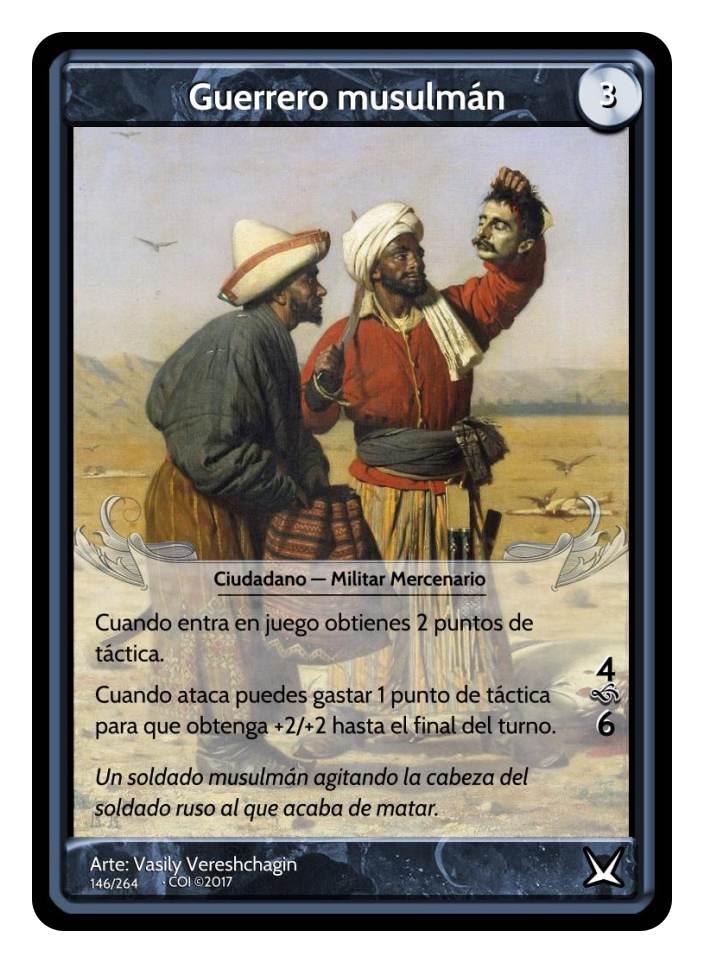 Guerrero musulmán
3
Ciudadano — Militar Mercenario
Cuando entra en juego obtienes 2 puntos de
táctica.
Cuando ataca puedes gastar 1 punto de táctica
para que obtenga +2/+2 hasta el final del turno.
4
6
Un soldado musulmán agitando la cabeza del
soldado ruso al que acaba de matar.
Arte: Vasily Vereshchagin
146/264 · COI ©2017